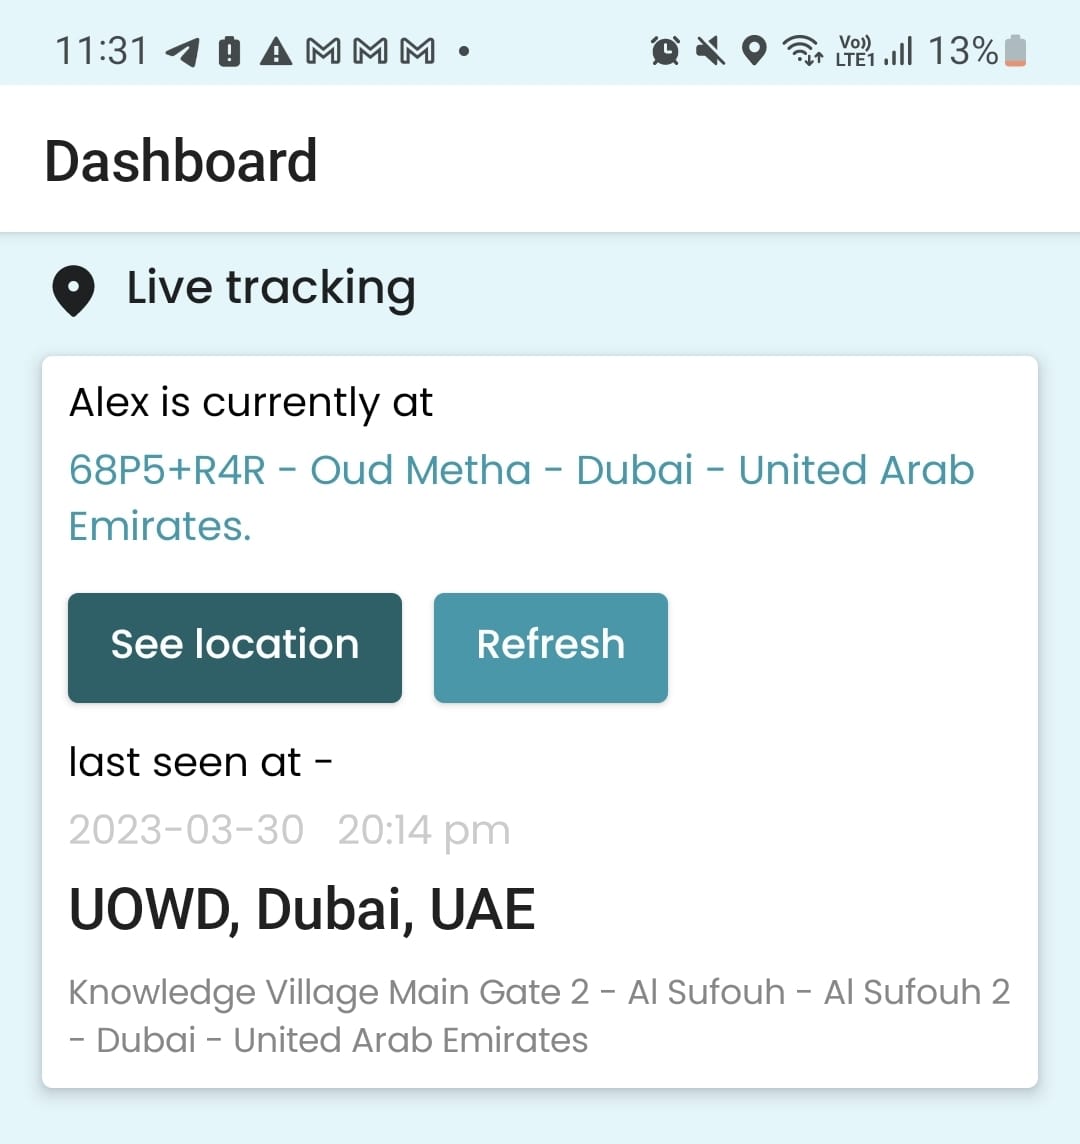 11:31 Vo)) LTE1 13%
Dashboard
Live tracking
Alex is currently at
68P5+R4R - Oud Metha - Dubai - United Arab
Emirates.
See location Refresh
last seen at -
2023-03-30 20:14 pm
UOWD, Dubai, UAE
Knowledge Village Main Gate 2 - Al Sufouh - Al Sufouh 2
- Dubai - United Arab Emirates